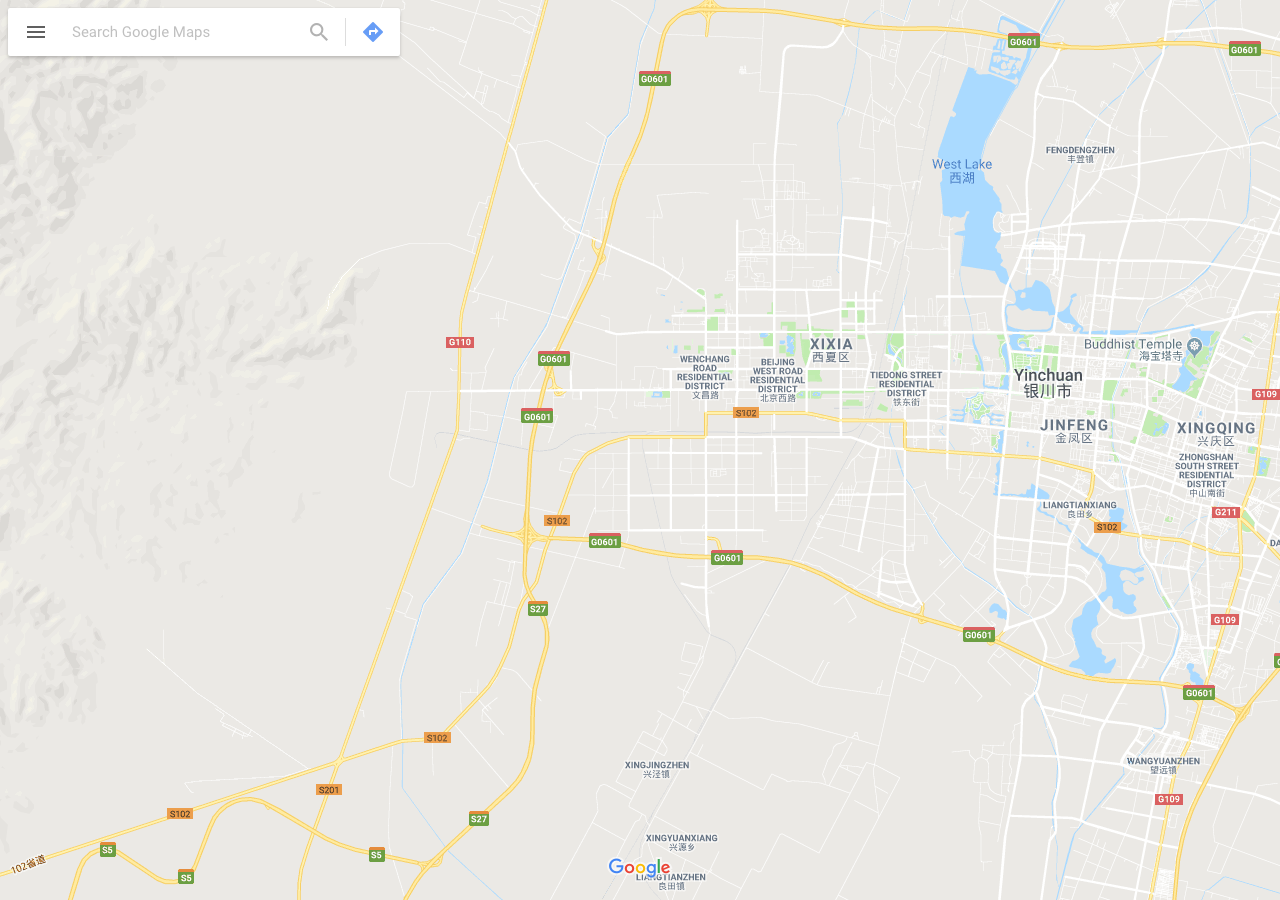 Search Google Maps
G0601
G0601
G0601
FENGDENGZHEN
丰登镇
West Lake
西湖
G110
G0601
XIXIA
西夏区
Buddhist Temple
海宝塔寺
WENCHANG
ROAD
RESIDENTIAL
DISTRICT
文昌路
BEIJING
WEST ROAD
RESIDENTIAL
DISTRICT
北京西路
TIEDONG STREET
RESIDENTIAL
DISTRICT
铁东街
Yinchuan
银川市
G109
G0601
S102
JINFENG
金凤区
XINGQING
兴庆区
ZHONGSHAN
SOUTH STREET
RESIDENTIAL
DISTRICT
中山南街
LIANGTIANXIANG
良田乡
G211
S102
S102
G0601
G0601
DA
S27
G109
G0601
G0601
S102
XINGJINGZHEN
兴泾镇
WANGYUANZHEN
望远镇
S201
G109
S102
S27
XINGYUANXIANG
兴源乡
S5
S5
102省道
S5
Google
LIANGTIANZHEN
良田镇